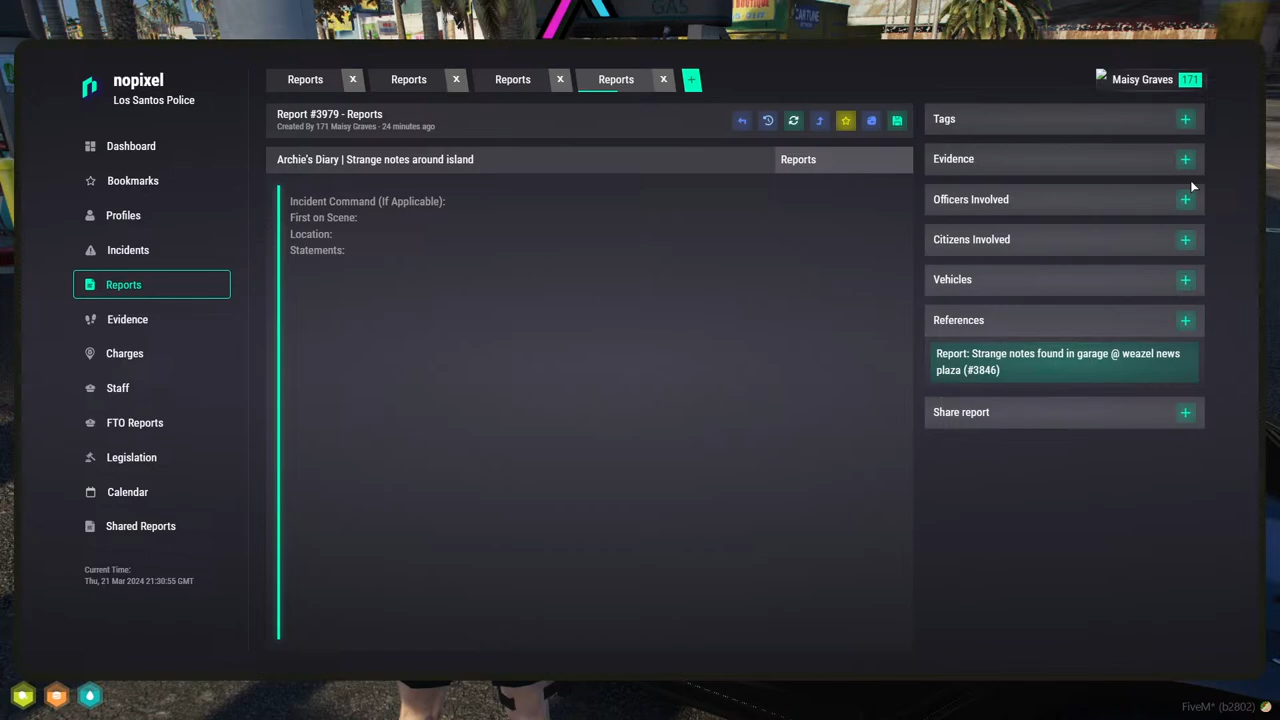 BOUTIQUE
GAS
CAR TUNE
nopixel
Los Santos Police
Reports x
Reports x
Reports x
Reports x
+
Maisy Graves 171
Report #3979 - Reports
Created By 171 Maisy Graves - 24 minutes ago
Archie's Diary | Strange notes around island
Reports
Incident Command (If Applicable):
First on Scene:
Location:
Statements:
Dashboard
Bookmarks
Profiles
Incidents
Reports
Evidence
Charges
Staff
FTO Reports
Legislation
Calendar
Shared Reports
Current Time:
Thu, 21 Mar 2024 21:30:55 GMT
Tags +
Evidence +
Officers Involved +
Citizens Involved +
Vehicles +
References +
Report: Strange notes found in garage @ weazel news
plaza (#3846)
Share report +
FiveM* (b2802)